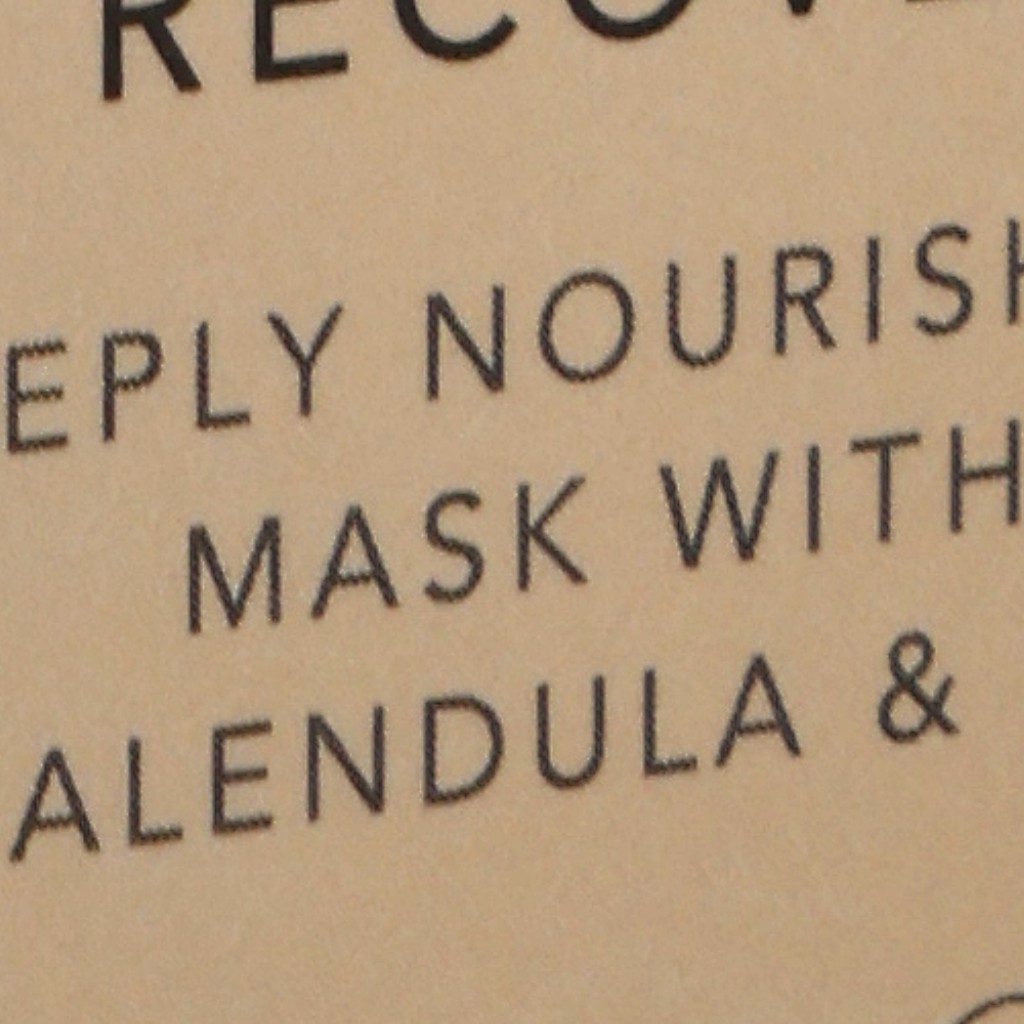 RECOV
EPLY NOURISH
MASK WITH
ALENDULA &